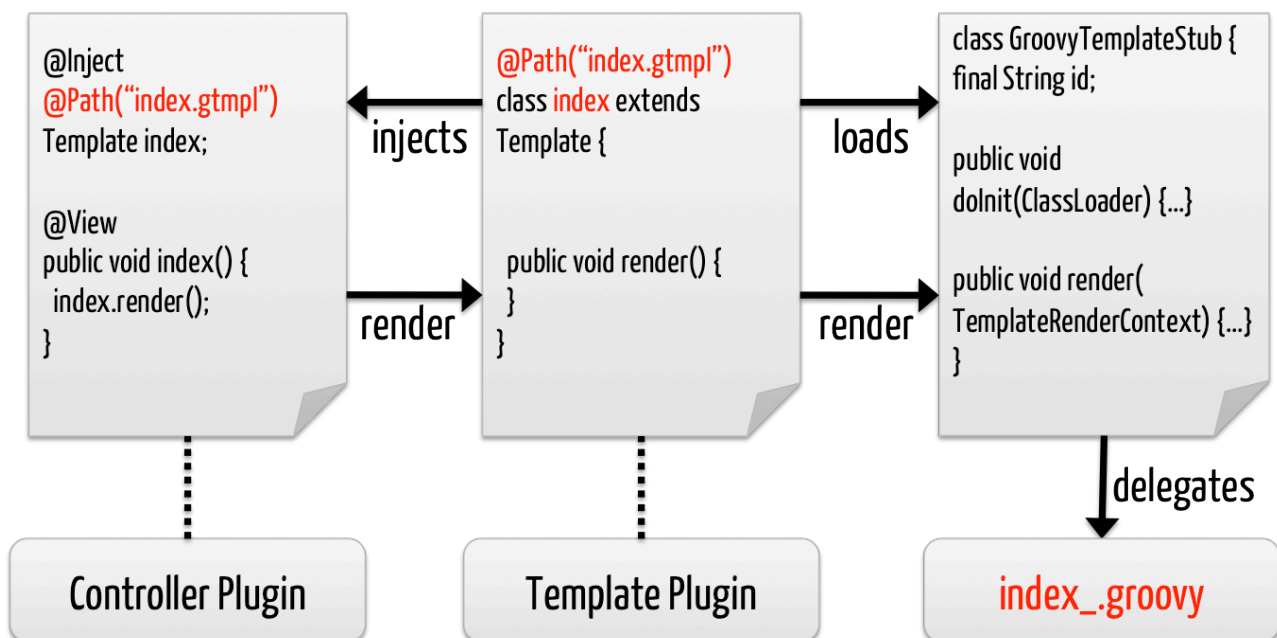 @Inject
@Path(“index.gtmpl”)
Template index;
@View
public void index() {
index.render();
}
injects
render
@Path(“index.gtmpl”)
class index extends
Template {
public void render() {
}
}
loads
render
class GroovyTemplateStub {
final String id;
public void
doInit(ClassLoader) {...}
public void render(
TemplateRenderContext) {...}
}
delegates
Controller Plugin
Template Plugin
index_.groovy